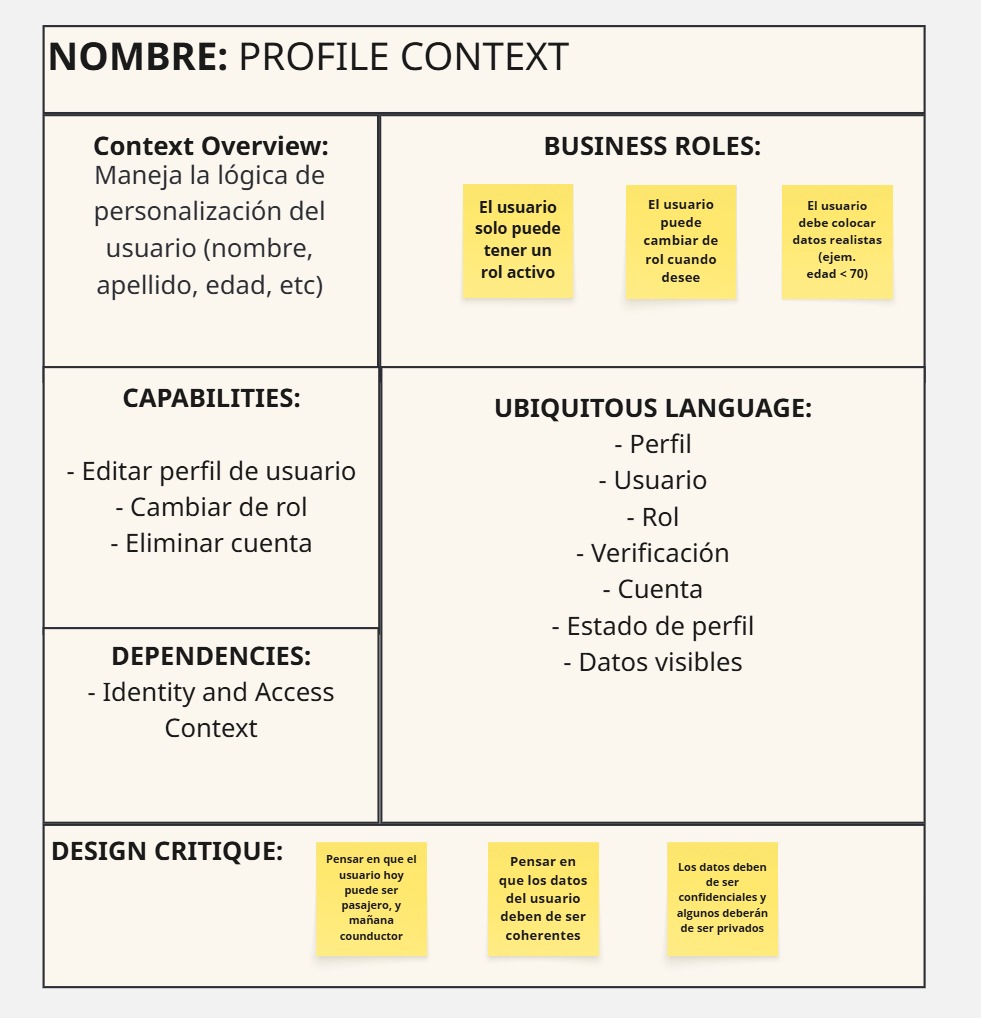 NOMBRE: PROFILE CONTEXT
Context Overview:
Maneja la lógica de
personalización del
usuario (nombre,
apellido, edad, etc)
BUSINESS ROLES:
El usuario
solo puede
tener un
rol activo
El usuario
puede
cambiar de
rol cuando
desee
El usuario
debe colocar
datos realistas
(ejem.
edad < 70)
CAPABILITIES:
- Editar perfil de usuario
- Cambiar de rol
- Eliminar cuenta
UBIQUITOUS LANGUAGE:
- Perfil
- Usuario
- Rol
- Verificación
- Cuenta
- Estado de perfil
- Datos visibles
DEPENDENCIES:
- Identity and Access
Context
DESIGN CRITIQUE:
Pensar en que el
usuario hoy
puede ser
pasajero, y
mañana
counductor
Pensar en
que los datos
del usuario
deben de ser
coherentes
Los datos deben
de ser
confidenciales y
algunos deberán
de ser privados